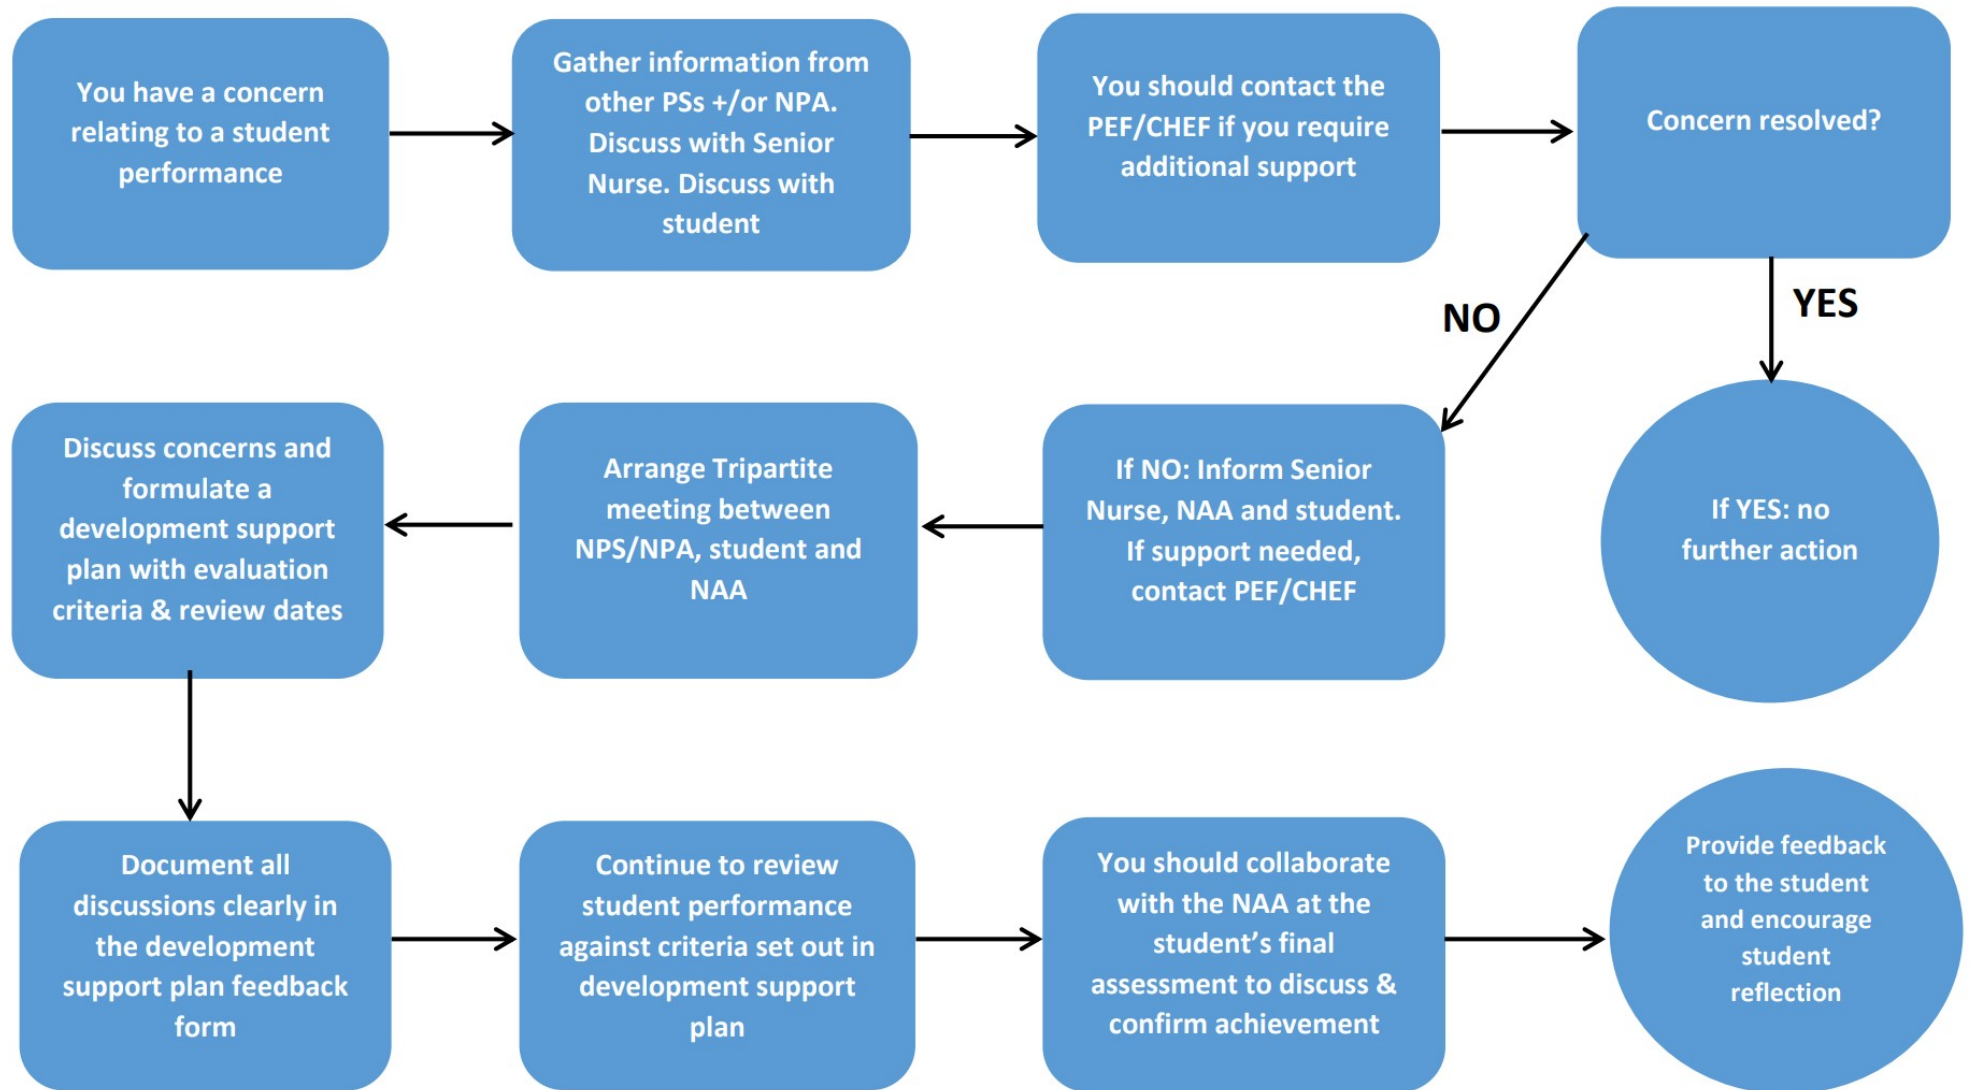 You have a concern
relating to a student
performance
Gather information from
other PSs +/or NPA.
Discuss with Senior
Nurse. Discuss with
student
You should contact the
PEF/CHEF if you require
additional support
Concern resolved?
NO
YES
Discuss concerns and
formulate a
development support
plan with evaluation
criteria & review dates
Arrange Tripartite
meeting between
NPS/NPA, student and
NAA
If NO: Inform Senior
Nurse, NAA and student.
If support needed,
contact PEF/CHEF
If YES: no
further action
Document all
discussions clearly in
the development
support plan feedback
form
Continue to review
student performance
against criteria set out in
development support
plan
You should collaborate
with the NAA at the
student’s final
assessment to discuss &
confirm achievement
Provide feedback
to the student
and encourage
student
reflection